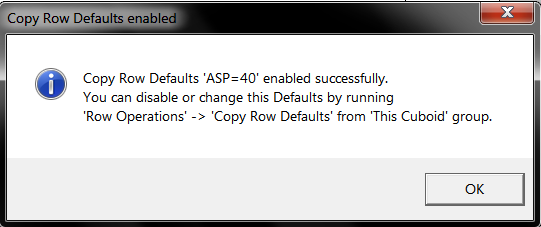 Copy Row Defaults enabled
Copy Row Defaults 'ASP=40' enabled successfully.
You can disable or change this Defaults by running
'Row Operations' -> 'Copy Row Defaults' from 'This Cuboid' group.
OK